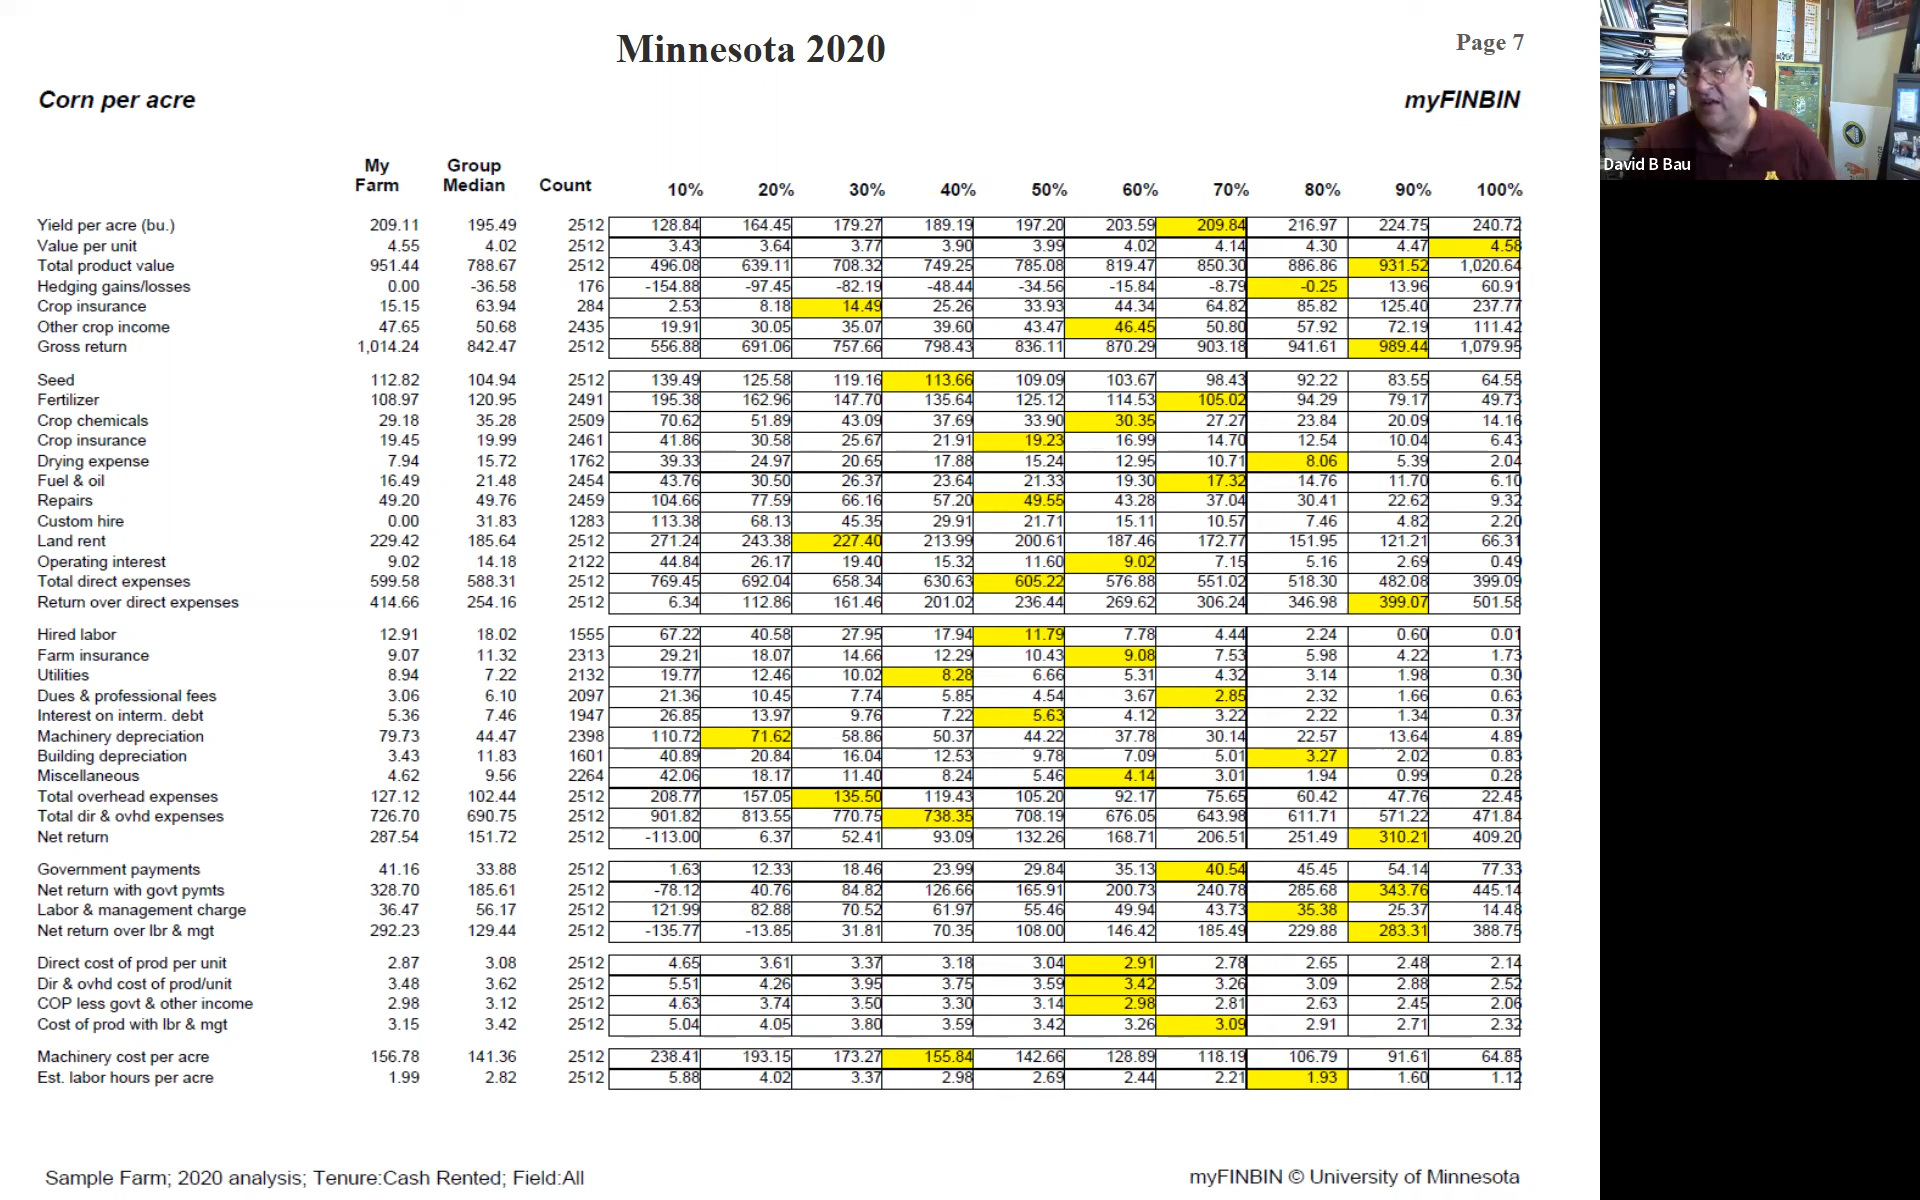 Minnesota 2020
Page 7
Corn per acre
myFINBIN
My Farm Group Median Count 10% 20% 30% 40% 50% 60% 70% 80% 90% 100%
Yield per acre (bu.) 209.11 195.49 2512 128.84 164.45 179.27 189.19 197.20 203.59 209.84 216.97 224.75 240.72
Value per unit 4.55 4.02 2512 3.43 3.64 3.77 3.90 3.99 4.02 4.14 4.30 4.47 4.58
Total product value 951.44 788.67 2512 496.08 639.11 708.32 749.25 785.08 819.47 850.30 886.86 931.52 1,020.64
Hedging gains/losses 0.00 -36.58 176 -154.88 -97.45 -82.19 -48.44 -34.56 -15.84 -8.79 -0.25 13.96 60.91
Crop insurance 15.15 63.94 284 2.53 8.18 14.49 25.26 33.93 44.34 64.82 85.82 125.40 237.77
Other crop income 47.65 50.68 2435 19.91 30.05 35.07 39.60 43.47 46.45 50.80 57.92 72.19 111.42
Gross return 1,014.24 842.47 2512 556.88 691.06 757.66 798.43 836.11 870.29 903.18 941.61 989.44 1,079.95
Seed 112.82 104.94 2512 139.49 125.58 119.16 113.66 109.09 103.67 98.43 92.22 83.55 64.55
Fertilizer 108.97 120.95 2491 195.38 162.96 147.70 135.64 125.12 114.53 105.02 94.29 79.17 49.73
Crop chemicals 29.18 35.28 2509 70.62 51.89 43.09 37.69 33.90 30.35 27.27 23.84 20.09 14.16
Crop insurance 19.45 19.99 2461 41.86 30.58 25.67 21.91 19.23 16.99 14.70 12.54 10.04 6.43
Drying expense 7.94 15.72 1762 39.33 24.97 20.65 17.88 15.24 12.95 10.71 8.06 5.39 2.04
Fuel & oil 16.49 21.48 2454 43.76 30.50 26.37 23.64 21.33 19.30 17.32 14.76 11.70 6.10
Repairs 49.20 49.76 2459 104.66 77.59 66.16 57.20 49.55 43.28 37.04 30.41 22.62 9.32
Custom hire 0.00 31.83 1283 113.38 68.13 45.35 29.91 21.71 15.11 10.57 7.46 4.82 2.20
Land rent 229.42 185.64 2512 271.24 243.38 227.40 213.99 200.61 187.46 172.77 151.95 121.21 66.31
Operating interest 9.02 14.18 2122 44.84 26.17 19.40 15.32 11.60 9.02 7.15 5.16 2.69 0.49
Total direct expenses 599.58 588.31 2512 769.45 692.04 658.34 630.63 605.22 576.88 551.02 518.30 482.08 399.09
Return over direct expenses 414.66 254.16 2512 6.34 112.86 161.46 201.02 236.44 269.62 306.24 346.98 399.07 501.58
Hired labor 12.91 18.02 1555 67.22 40.58 27.95 17.94 11.79 7.78 4.44 2.24 0.60 0.01
Farm insurance 9.07 11.32 2313 29.21 18.07 14.66 12.29 10.43 9.08 7.53 5.98 4.22 1.73
Utilities 8.94 7.22 2132 19.77 12.46 10.02 8.28 6.66 5.31 4.32 3.14 1.98 0.30
Dues & professional fees 3.06 6.10 2097 21.36 10.45 7.74 5.85 4.54 3.67 2.85 2.32 1.66 0.63
Interest on interm. debt 5.36 7.46 1947 26.85 13.97 9.76 7.22 5.63 4.12 3.22 2.22 1.34 0.37
Machinery depreciation 79.73 44.47 2398 110.72 71.62 58.86 50.37 44.22 37.78 30.14 22.57 13.64 4.89
Building depreciation 3.43 11.83 1601 40.89 20.84 16.04 12.53 9.78 7.09 5.01 3.27 2.02 0.83
Miscellaneous 4.62 9.56 2264 42.06 18.17 11.40 8.24 5.46 4.14 3.01 1.94 0.99 0.28
Total overhead expenses 127.12 102.44 2512 208.77 157.05 135.50 119.43 105.20 92.17 75.65 60.42 47.76 22.45
Total dir & ovhd expenses 726.70 690.75 2512 901.82 813.55 770.75 738.35 708.19 676.05 643.98 611.71 571.22 471.84
Net return 287.54 151.72 2512 -113.00 6.37 52.41 93.09 132.26 168.71 206.51 251.49 310.21 409.20
Government payments 41.16 33.88 2512 1.63 12.33 18.46 23.99 29.84 35.13 40.54 45.45 54.14 77.33
Net return with govt pymts 328.70 185.61 2512 -78.12 40.76 84.82 126.66 165.91 200.73 240.78 285.68 343.76 445.14
Labor & management charge 36.47 56.17 2512 121.99 82.88 70.52 61.97 55.46 49.94 43.73 35.38 25.37 14.48
Net return over lbr & mgt 292.23 129.44 2512 -135.77 -13.85 31.81 70.35 108.00 146.42 185.49 229.88 283.31 388.75
Direct cost of prod per unit 2.87 3.08 2512 4.65 3.61 3.37 3.18 3.04 2.91 2.78 2.65 2.48 2.14
Dir & ovhd cost of prod/unit 3.48 3.62 2512 5.51 4.26 3.95 3.75 3.59 3.42 3.26 3.09 2.88 2.52
COP less govt & other income 2.98 3.12 2512 4.63 3.74 3.50 3.30 3.14 2.98 2.81 2.63 2.45 2.06
Cost of prod with lbr & mgt 3.15 3.42 2512 5.04 4.05 3.80 3.59 3.42 3.26 3.09 2.91 2.71 2.32
Machinery cost per acre 156.78 141.36 2512 238.41 193.15 173.27 155.84 142.66 128.89 118.19 106.79 91.61 64.85
Est. labor hours per acre 1.99 2.82 2512 5.88 4.02 3.37 2.98 2.69 2.44 2.21 1.93 1.60 1.12
Sample Farm; 2020 analysis; Tenure:Cash Rented; Field:All
myFINBIN © University of Minnesota
David B Bau